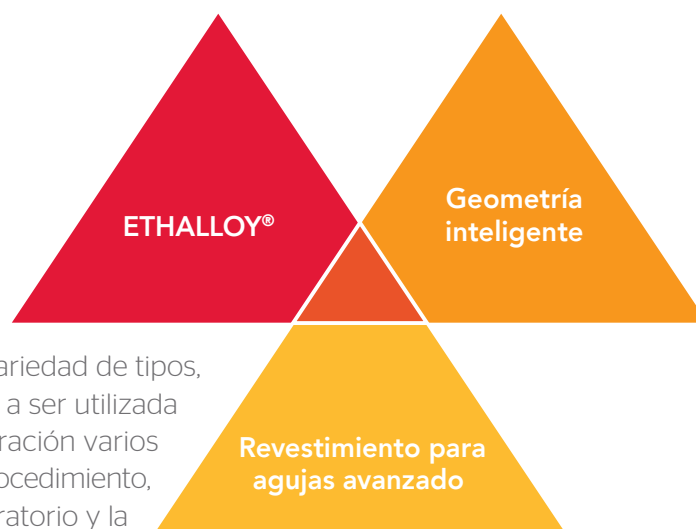 ETHALLOY®
Geometría
inteligente
ariedad de tipos,
a ser utilizada
ración varios
ocedimiento,
ratorio y la
Revestimiento para
agujas avanzado